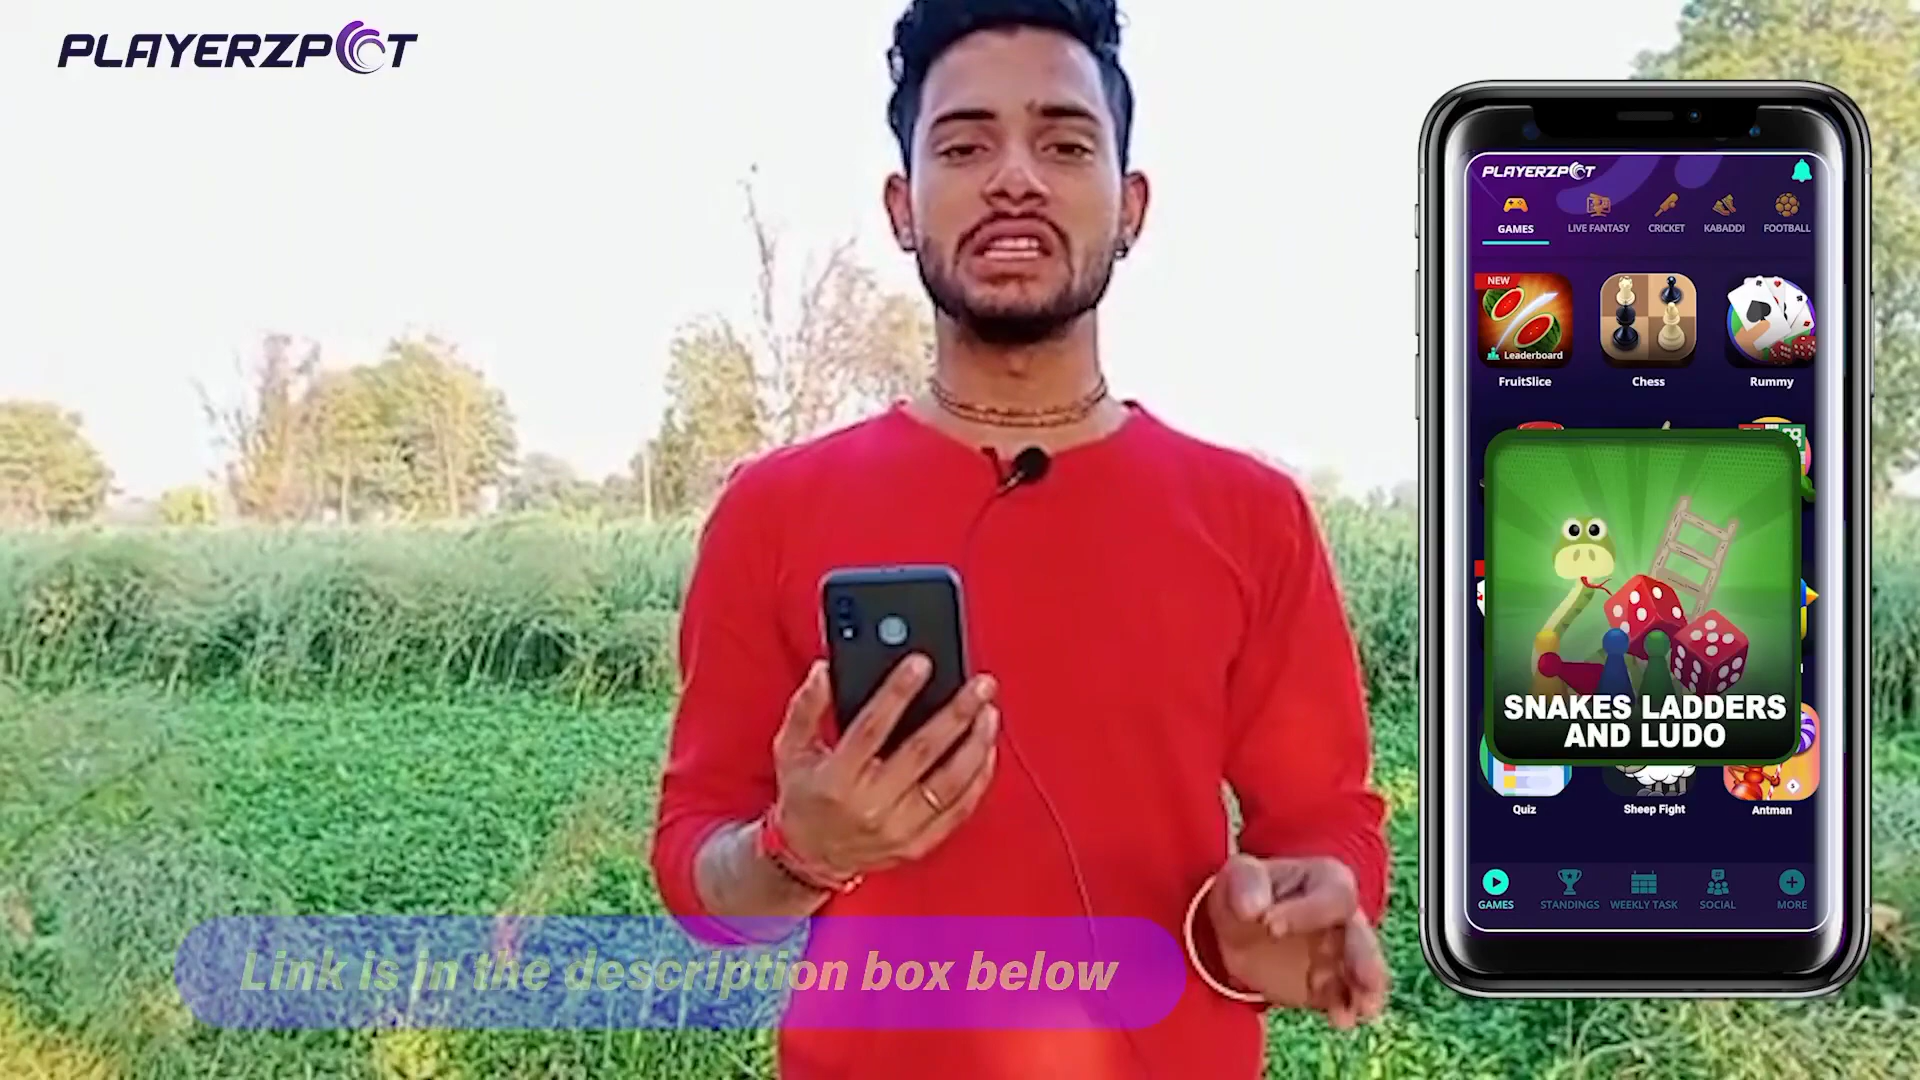 PLAYERZPOT
PLAYERZPOT
GAMES
LIVE FANTASY
CRICKET
KABADDI
FOOTBALL
NEW
Leaderboard
FruitSlice
Chess
Rummy
SNAKES LADDERS
AND LUDO
Quiz
Sheep Fight
Antman
GAMES
STANDINGS
WEEKLY TASK
SOCIAL
MORE
Link is in the description box below